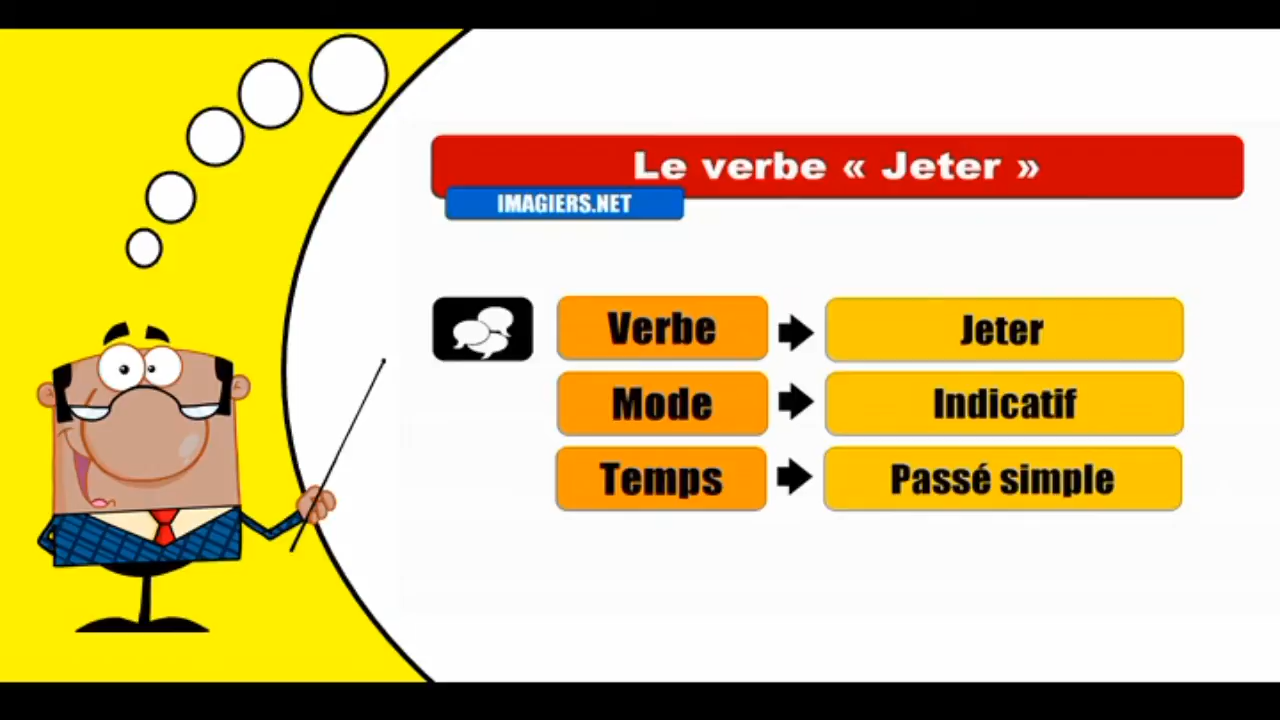 Le verbe « Jeter »
IMAGIERS.NET
Verbe Jeter
Mode Indicatif
Temps Passé simple